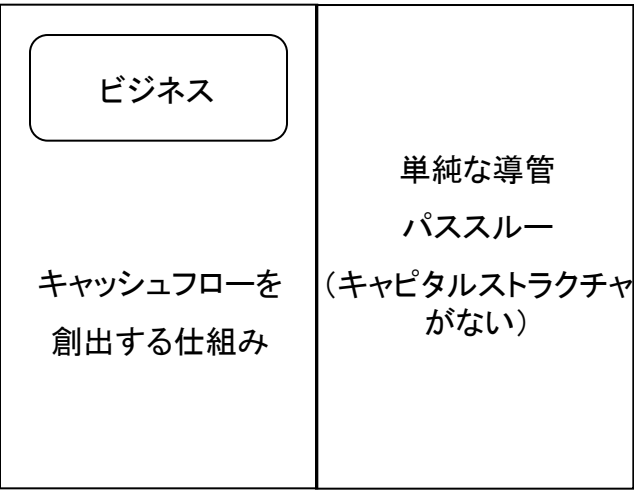 ビジネス
キャッシュフローを
創出する仕組み
単純な導管
パススルー
（キャピタルストラクチャ
がない）